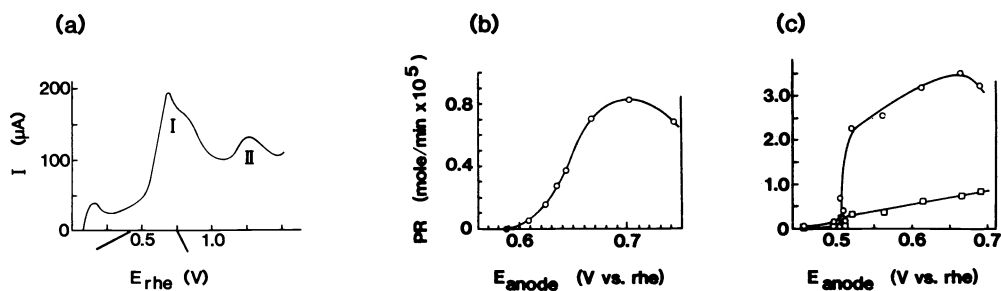 (a)
200
100
0
I (μA)
I
II
0.5
1.0
E rhe (V)
(b)
PR (mole/min x 10⁵)
0.8
0.4
0
0.6
0.7
E anode (V vs. rhe)
(c)
3.0
2.0
1.0
0
0.5
0.6
0.7
E anode (V vs. rhe)